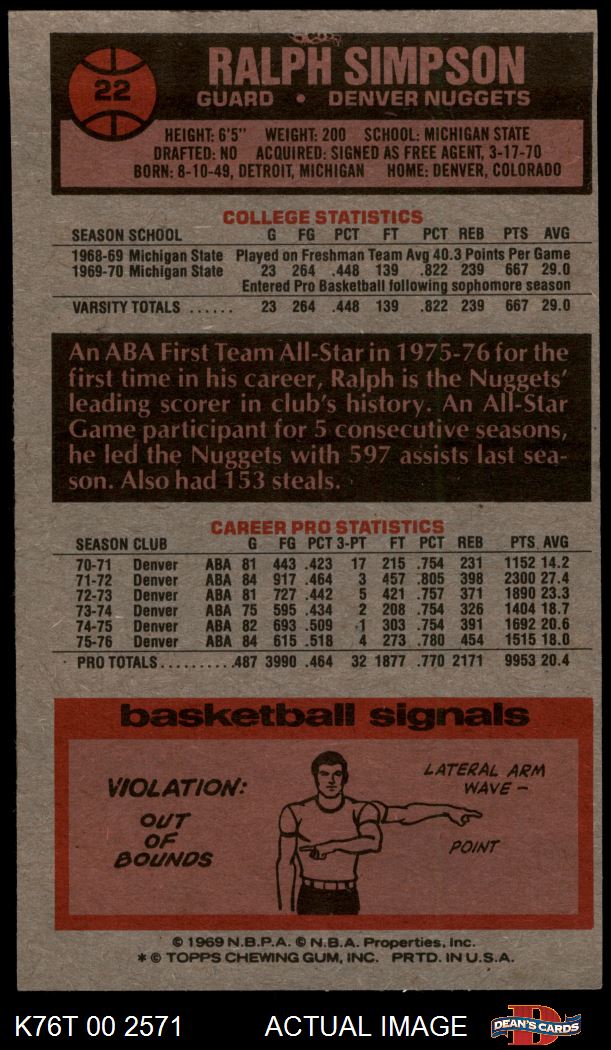 22
RALPH SIMPSON
GUARD • DENVER NUGGETS
HEIGHT: 6'5" WEIGHT: 200 SCHOOL: MICHIGAN STATE
DRAFTED: NO ACQUIRED: SIGNED AS FREE AGENT, 3-17-70
BORN: 8-10-49, DETROIT, MICHIGAN HOME: DENVER, COLORADO
COLLEGE STATISTICS
SEASON SCHOOL G FG PCT FT PCT REB PTS AVG
1968-69 Michigan State Played on Freshman Team Avg 40.3 Points Per Game
1969-70 Michigan State 23 264 .448 139 .822 239 667 29.0
Entered Pro Basketball following sophomore season
VARSITY TOTALS ...... 23 264 .448 139 .822 239 667 29.0
An ABA First Team All-Star in 1975-76 for the
first time in his career, Ralph is the Nuggets'
leading scorer in club's history. An All-Star
Game participant for 5 consecutive seasons,
he led the Nuggets with 597 assists last sea-
son. Also had 153 steals.
CAREER PRO STATISTICS
SEASON CLUB G FG PCT 3-PT FT PCT REB PTS AVG
70-71 Denver ABA 81 443 .423 17 215 .754 231 1152 14.2
71-72 Denver ABA 84 917 .464 3 457 .805 398 2300 27.4
72-73 Denver ABA 81 727 .442 5 421 .757 371 1890 23.3
73-74 Denver ABA 75 595 .434 2 208 .754 326 1404 18.7
74-75 Denver ABA 82 693 .509 1 303 .754 391 1692 20.6
75-76 Denver ABA 84 615 .518 4 273 .780 454 1515 18.0
PRO TOTALS..........487 3990 .464 32 1877 .770 2171 9953 20.4
basketball signals
VIOLATION:
OUT
OF
BOUNDS
LATERAL ARM
WAVE –
POINT
© 1969 N.B.P.A. © N.B.A. Properties, Inc.
* © TOPPS CHEWING GUM, INC. PRTD. IN U.S.A.
K76T 00 2571 ACTUAL IMAGE D DEAN'S CARDS